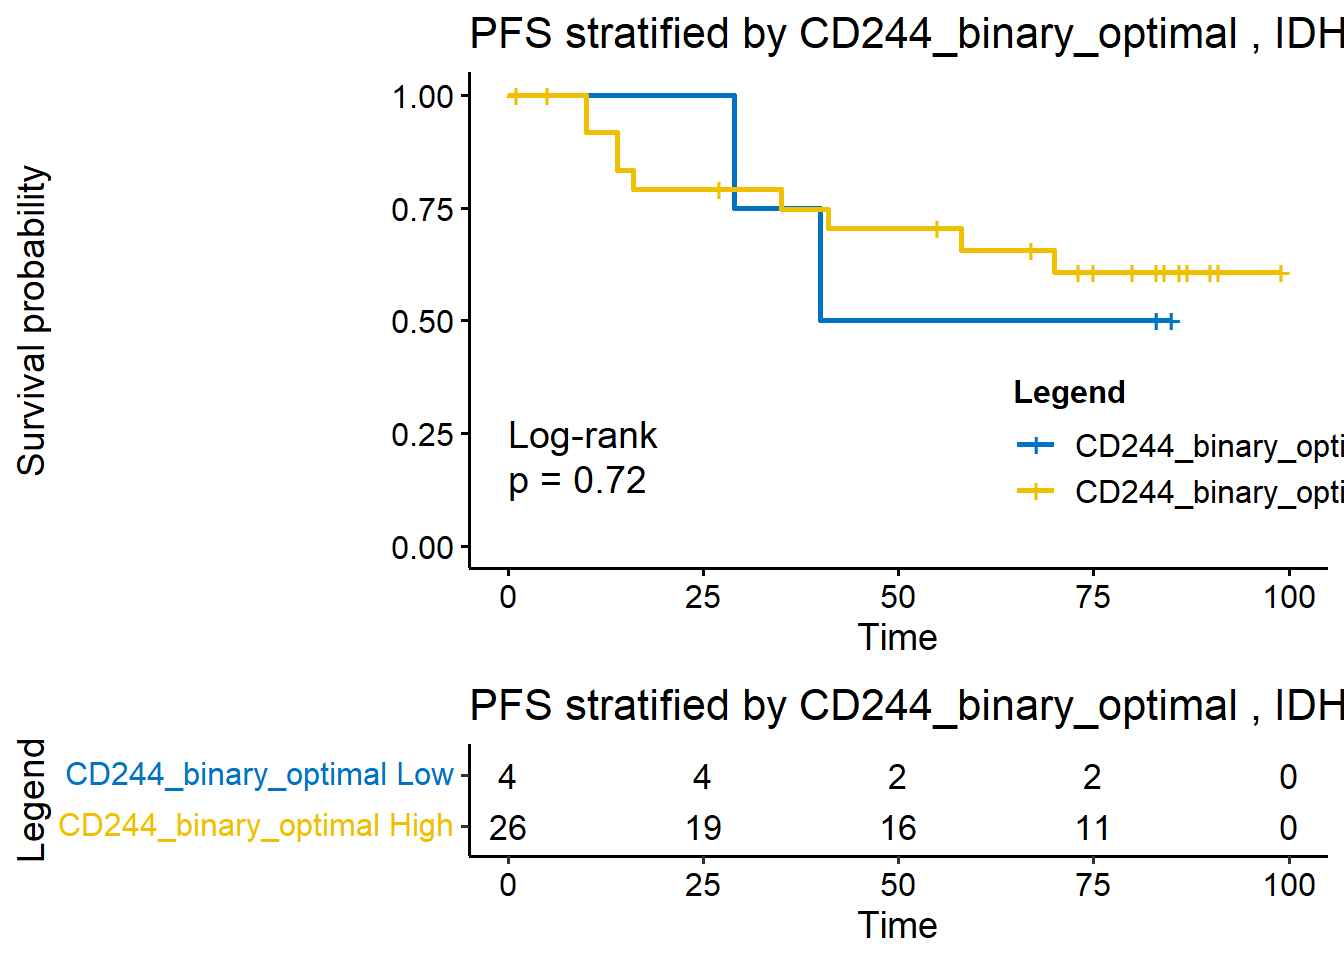 PFS stratified by CD244_binary_optimal , IDH
Survival probability
1.00
0.75
0.50
0.25
0.00
Log-rank
p = 0.72
Legend
CD244_binary_opti
CD244_binary_opti
0 25 50 75 100
Time
PFS stratified by CD244_binary_optimal , IDH
Legend
CD244_binary_optimal Low 4 4 2 2 0
CD244_binary_optimal High 26 19 16 11 0
0 25 50 75 100
Time